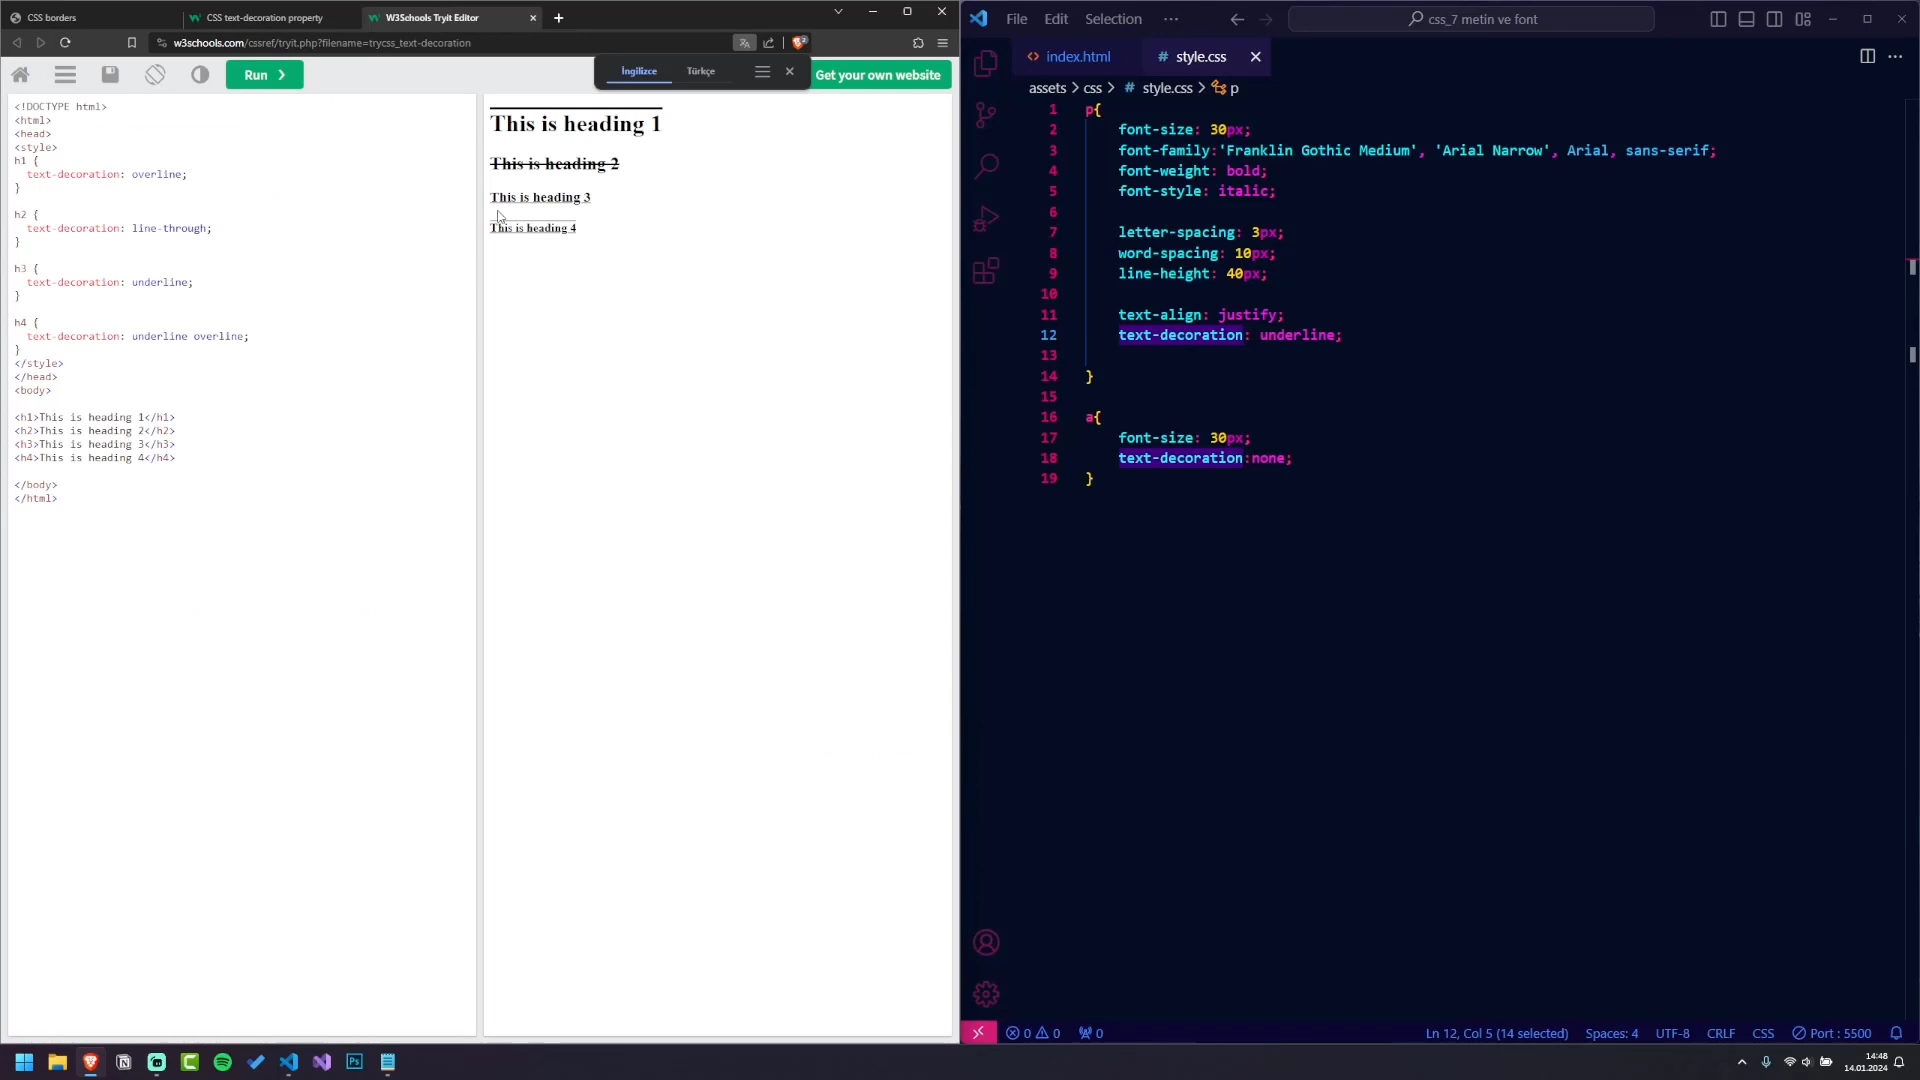 CSS borders
CSS text-decoration property
W3Schools Tryit Editor
w3schools.com/cssref/tryit.php?filename=trycss_text-decoration
Run ❯
İngilizce
Türkçe
Get your own website
<!DOCTYPE html>
<html>
<head>
<style>
h1 {
  text-decoration: overline;
}
h2 {
  text-decoration: line-through;
}
h3 {
  text-decoration: underline;
}
h4 {
  text-decoration: underline overline;
}
</style>
</head>
<body>
<h1>This is heading 1</h1>
<h2>This is heading 2</h2>
<h3>This is heading 3</h3>
<h4>This is heading 4</h4>
</body>
</html>
This is heading 1
This is heading 2
This is heading 3
This is heading 4
File Edit Selection ···
css_7 metin ve font
index.html
# style.css
assets > css > # style.css > p
1 p{
2 font-size: 30px;
3 font-family:'Franklin Gothic Medium', 'Arial Narrow', Arial, sans-serif;
4 font-weight: bold;
5 font-style: italic;
6
7 letter-spacing: 3px;
8 word-spacing: 10px;
9 line-height: 40px;
10
11 text-align: justify;
12 text-decoration: underline;
13
14 }
15
16 a{
17 font-size: 30px;
18 text-decoration:none;
19 }
0 0 0
Ln 12, Col 5 (14 selected) Spaces: 4 UTF-8 CRLF CSS Port : 5500
Ps
14:48
14.01.2024